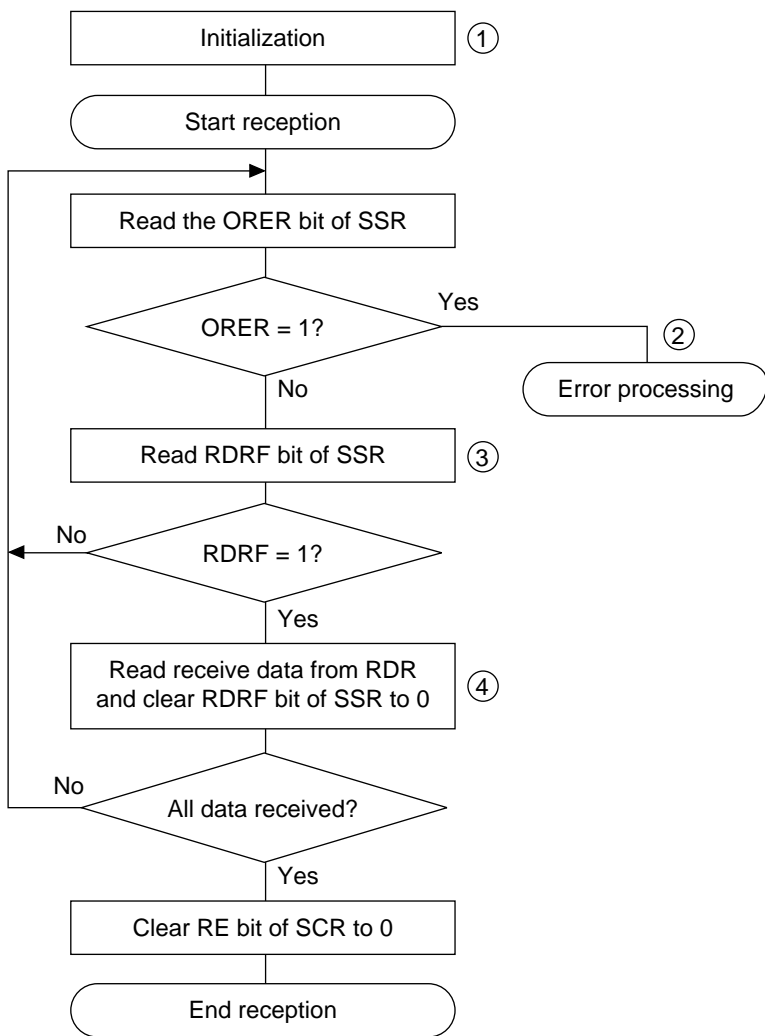 Initialization
1
Start reception
Read the ORER bit of SSR
ORER = 1?
Yes
2
Error processing
No
Read RDRF bit of SSR
3
No
RDRF = 1?
Yes
Read receive data from RDR
and clear RDRF bit of SSR to 0
4
No
All data received?
Yes
Clear RE bit of SCR to 0
End reception